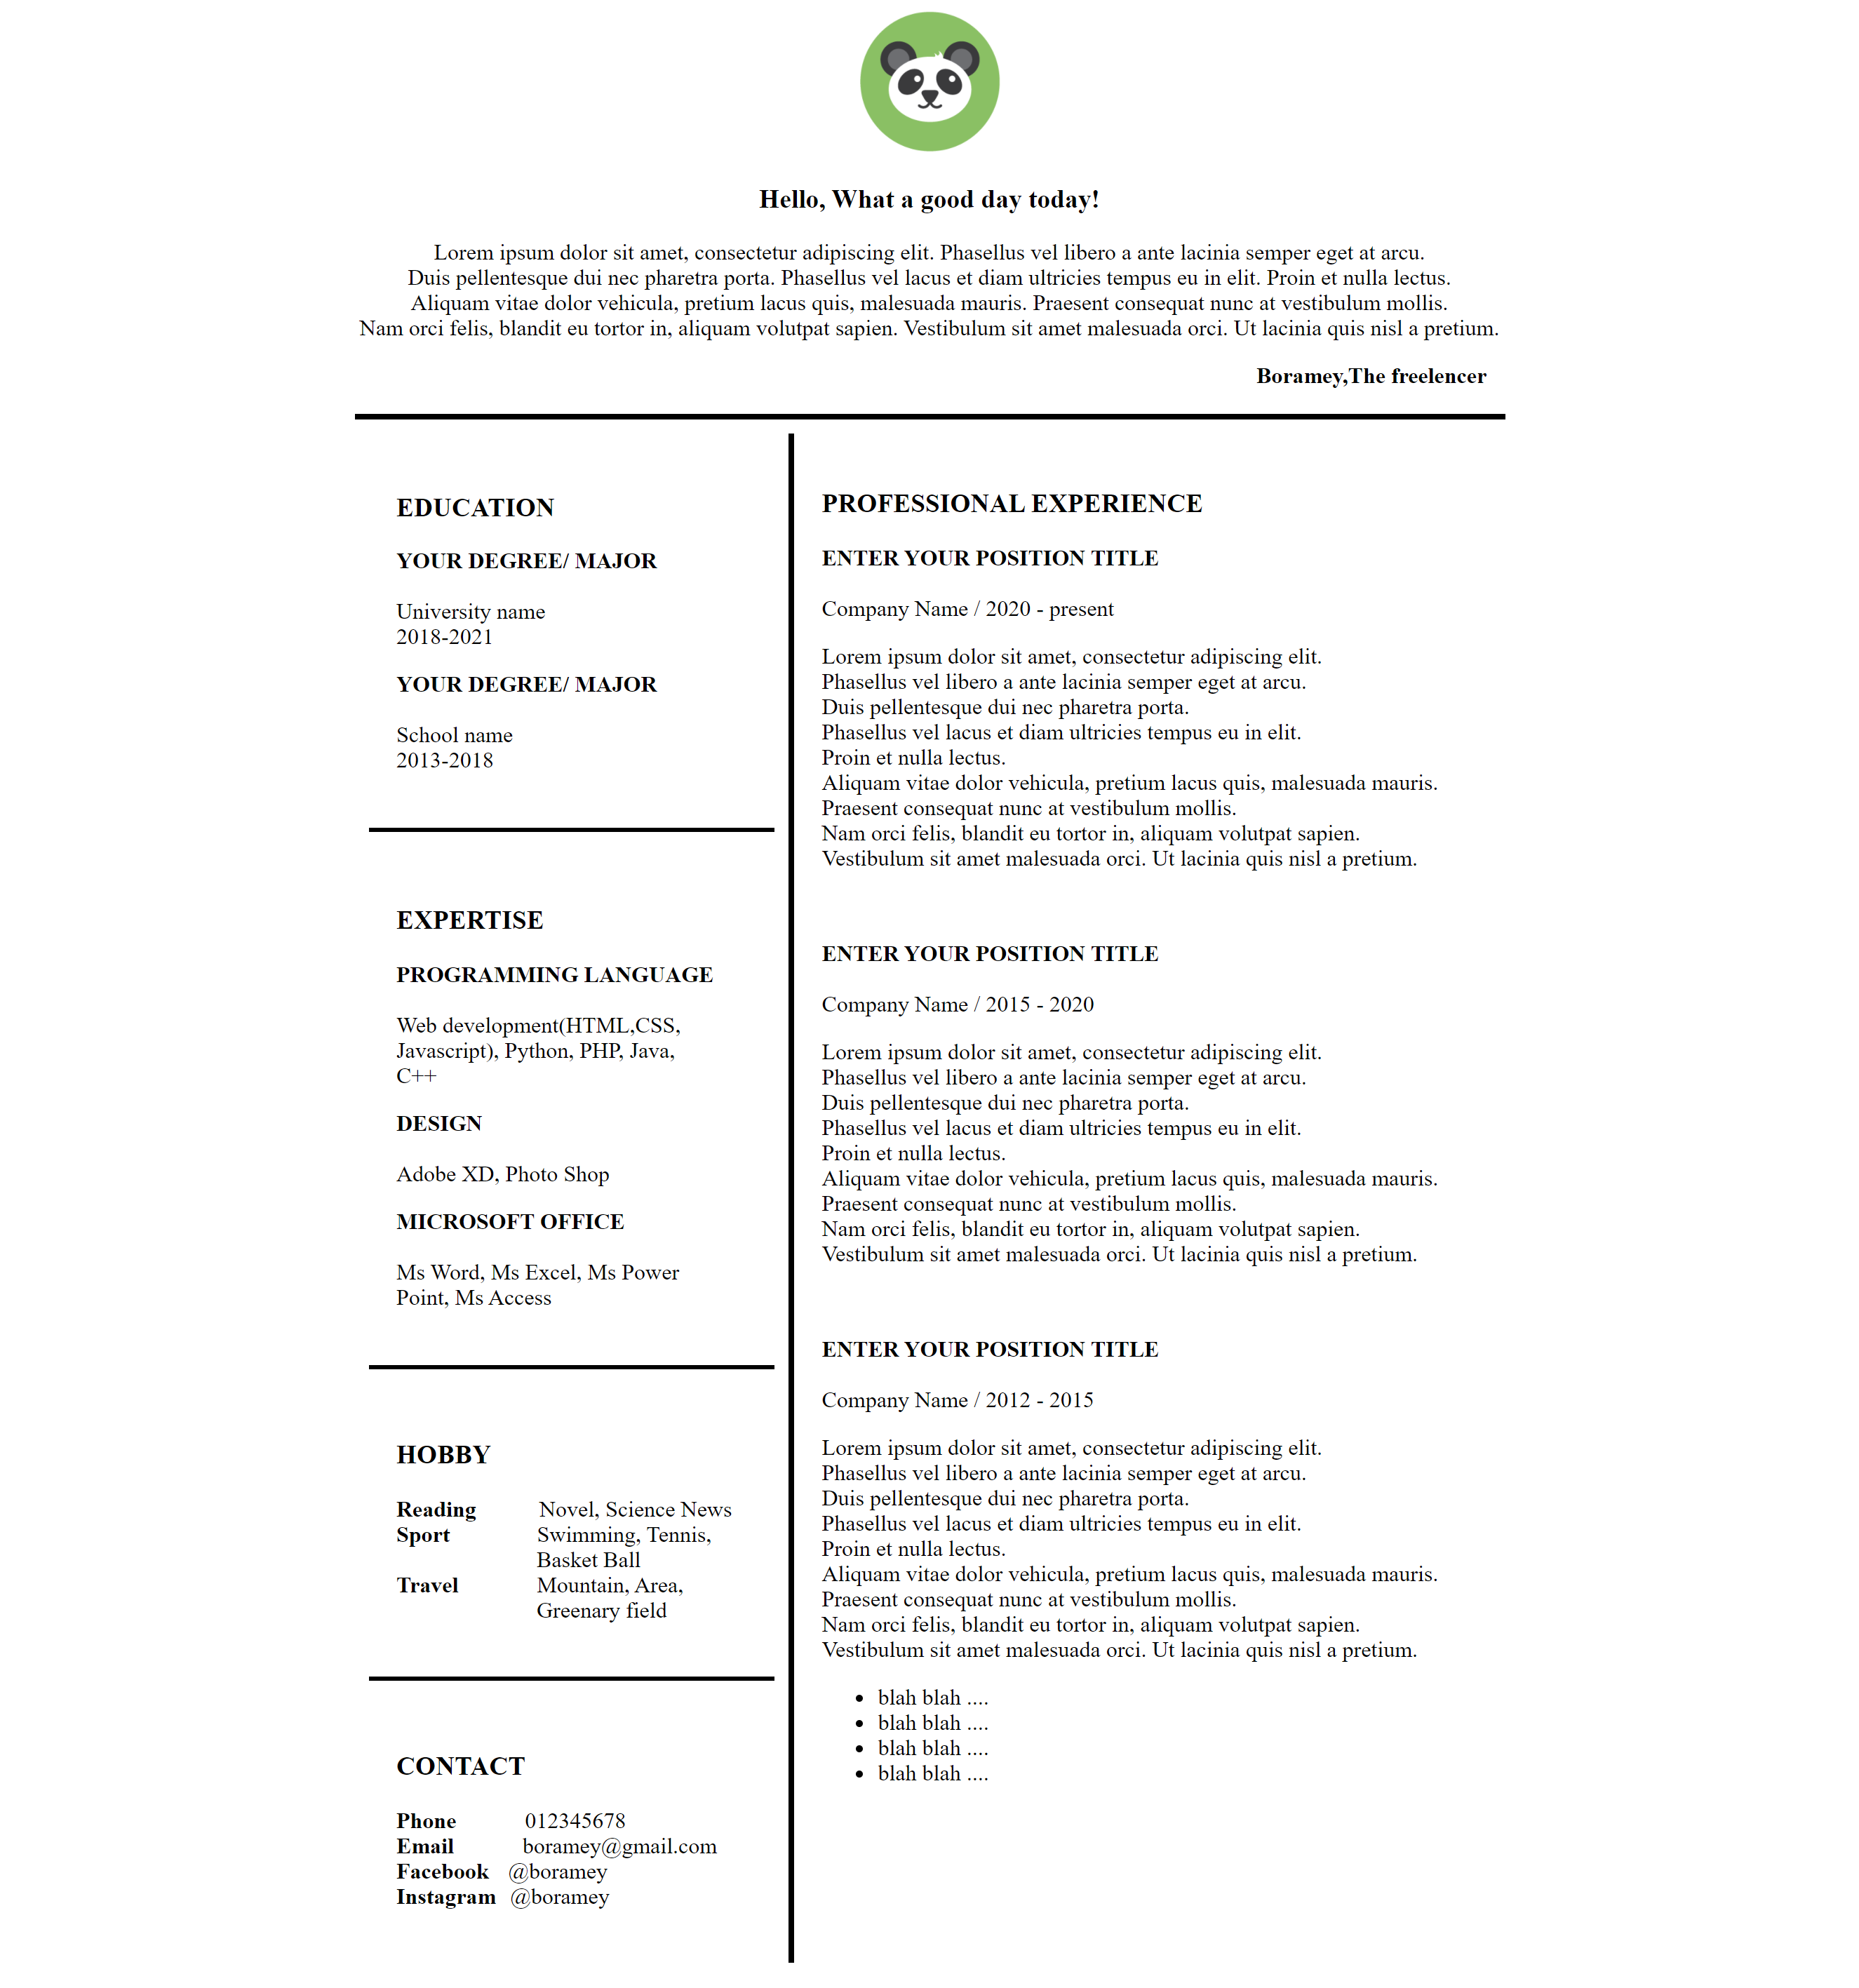 Hello, What a good day today!
Lorem ipsum dolor sit amet, consectetur adipiscing elit. Phasellus vel libero a ante lacinia semper eget at arcu.
Duis pellentesque dui nec pharetra porta. Phasellus vel lacus et diam ultricies tempus eu in elit. Proin et nulla lectus.
Aliquam vitae dolor vehicula, pretium lacus quis, malesuada mauris. Praesent consequat nunc at vestibulum mollis.
Nam orci felis, blandit eu tortor in, aliquam volutpat sapien. Vestibulum sit amet malesuada orci. Ut lacinia quis nisl a pretium.
Boramey,The freelencer
EDUCATION
YOUR DEGREE/ MAJOR
University name
2018-2021
YOUR DEGREE/ MAJOR
School name
2013-2018
EXPERTISE
PROGRAMMING LANGUAGE
Web development(HTML,CSS,
Javascript), Python, PHP, Java,
C++
DESIGN
Adobe XD, Photo Shop
MICROSOFT OFFICE
Ms Word, Ms Excel, Ms Power
Point, Ms Access
HOBBY
Reading Novel, Science News
Sport Swimming, Tennis,
Basket Ball
Travel Mountain, Area,
Greenary field
CONTACT
Phone 012345678
Email boramey@gmail.com
Facebook @boramey
Instagram @boramey
PROFESSIONAL EXPERIENCE
ENTER YOUR POSITION TITLE
Company Name / 2020 - present
Lorem ipsum dolor sit amet, consectetur adipiscing elit.
Phasellus vel libero a ante lacinia semper eget at arcu.
Duis pellentesque dui nec pharetra porta.
Phasellus vel lacus et diam ultricies tempus eu in elit.
Proin et nulla lectus.
Aliquam vitae dolor vehicula, pretium lacus quis, malesuada mauris.
Praesent consequat nunc at vestibulum mollis.
Nam orci felis, blandit eu tortor in, aliquam volutpat sapien.
Vestibulum sit amet malesuada orci. Ut lacinia quis nisl a pretium.
ENTER YOUR POSITION TITLE
Company Name / 2015 - 2020
Lorem ipsum dolor sit amet, consectetur adipiscing elit.
Phasellus vel libero a ante lacinia semper eget at arcu.
Duis pellentesque dui nec pharetra porta.
Phasellus vel lacus et diam ultricies tempus eu in elit.
Proin et nulla lectus.
Aliquam vitae dolor vehicula, pretium lacus quis, malesuada mauris.
Praesent consequat nunc at vestibulum mollis.
Nam orci felis, blandit eu tortor in, aliquam volutpat sapien.
Vestibulum sit amet malesuada orci. Ut lacinia quis nisl a pretium.
ENTER YOUR POSITION TITLE
Company Name / 2012 - 2015
Lorem ipsum dolor sit amet, consectetur adipiscing elit.
Phasellus vel libero a ante lacinia semper eget at arcu.
Duis pellentesque dui nec pharetra porta.
Phasellus vel lacus et diam ultricies tempus eu in elit.
Proin et nulla lectus.
Aliquam vitae dolor vehicula, pretium lacus quis, malesuada mauris.
Praesent consequat nunc at vestibulum mollis.
Nam orci felis, blandit eu tortor in, aliquam volutpat sapien.
Vestibulum sit amet malesuada orci. Ut lacinia quis nisl a pretium.
• blah blah ....
• blah blah ....
• blah blah ....
• blah blah ....